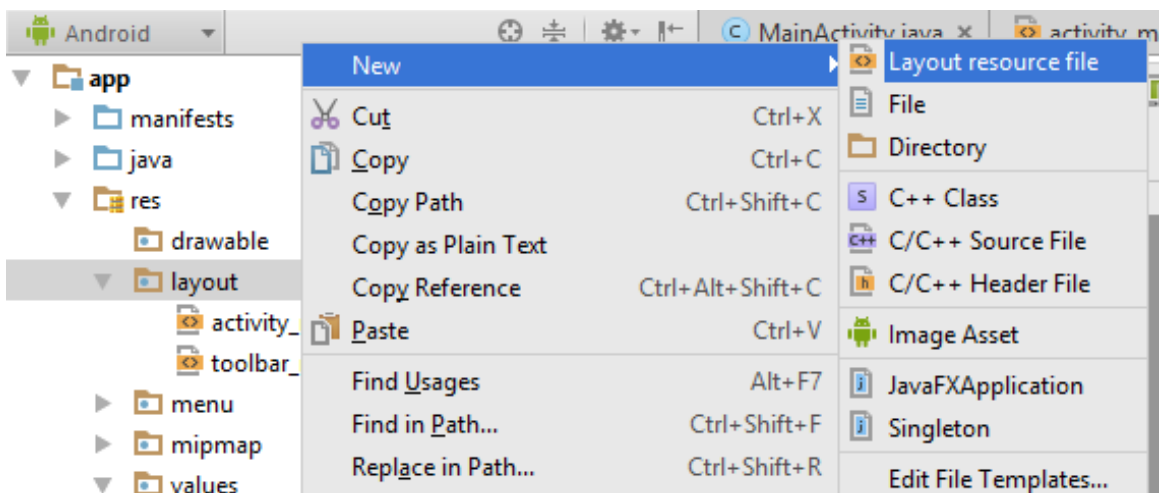 Android
MainActivity.java
activity_m
app
manifests
java
res
drawable
layout
activity_
toolbar_
menu
mipmap
values
New
Cut Ctrl+X
Copy Ctrl+C
Copy Path Ctrl+Shift+C
Copy as Plain Text
Copy Reference Ctrl+Alt+Shift+C
Paste Ctrl+V
Find Usages Alt+F7
Find in Path... Ctrl+Shift+F
Replace in Path... Ctrl+Shift+R
Layout resource file
File
Directory
S C++ Class
C++ C/C++ Source File
h C/C++ Header File
Image Asset
JavaFXApplication
Singleton
Edit File Templates...